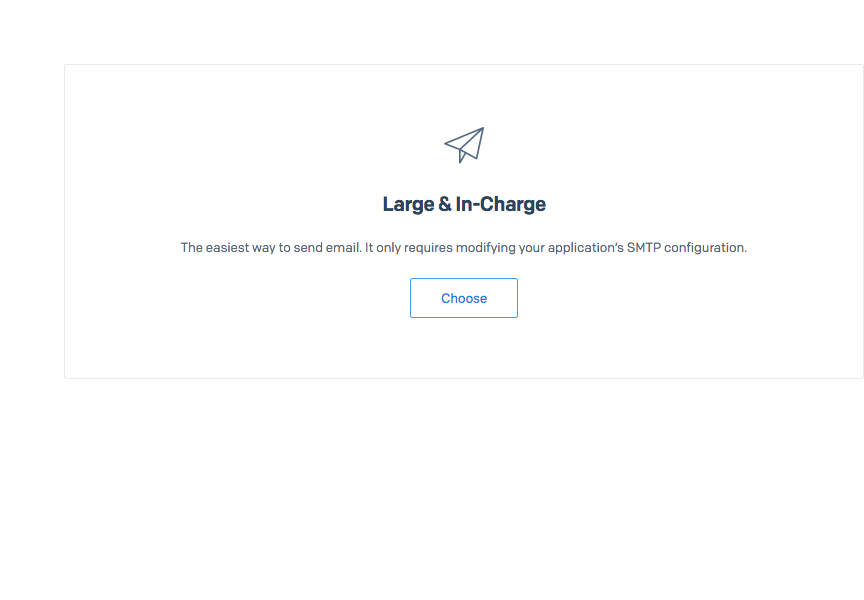 Large & In-Charge
The easiest way to send email. It only requires modifying your application's SMTP configuration.
Choose